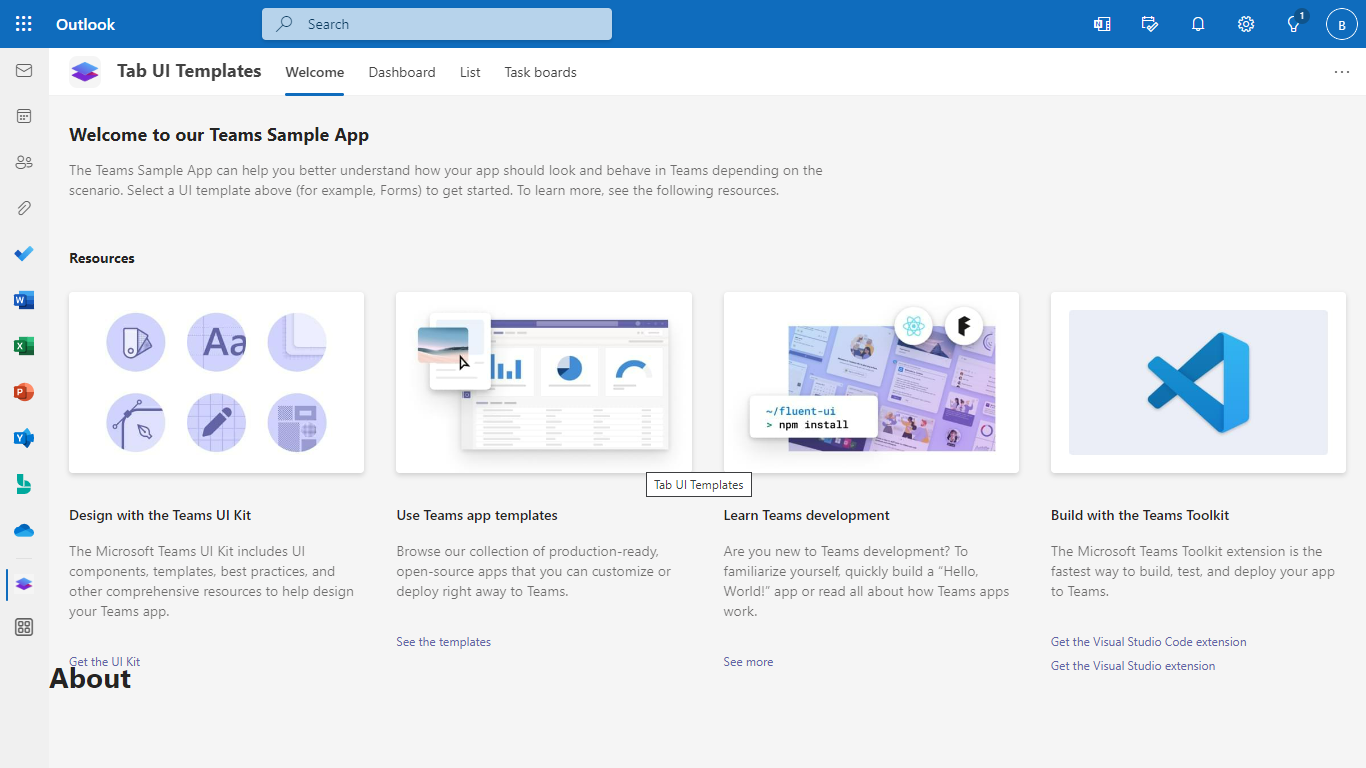 Outlook
Search
1
B
Tab UI Templates
Welcome
Dashboard
List
Task boards
Welcome to our Teams Sample App
The Teams Sample App can help you better understand how your app should look and behave in Teams depending on the
scenario. Select a UI template above (for example, Forms) to get started. To learn more, see the following resources.
Resources
Aa
~/fluent-ui
> npm install
Tab UI Templates
Design with the Teams UI Kit
The Microsoft Teams UI Kit includes UI
components, templates, best practices, and
other comprehensive resources to help design
your Teams app.
Get the UI Kit
Use Teams app templates
Browse our collection of production-ready,
open-source apps that you can customize or
deploy right away to Teams.
See the templates
Learn Teams development
Are you new to Teams development? To
familiarize yourself, quickly build a “Hello,
World!” app or read all about how Teams apps
work.
See more
Build with the Teams Toolkit
The Microsoft Teams Toolkit extension is the
fastest way to build, test, and deploy your app
to Teams.
Get the Visual Studio Code extension
Get the Visual Studio extension
About